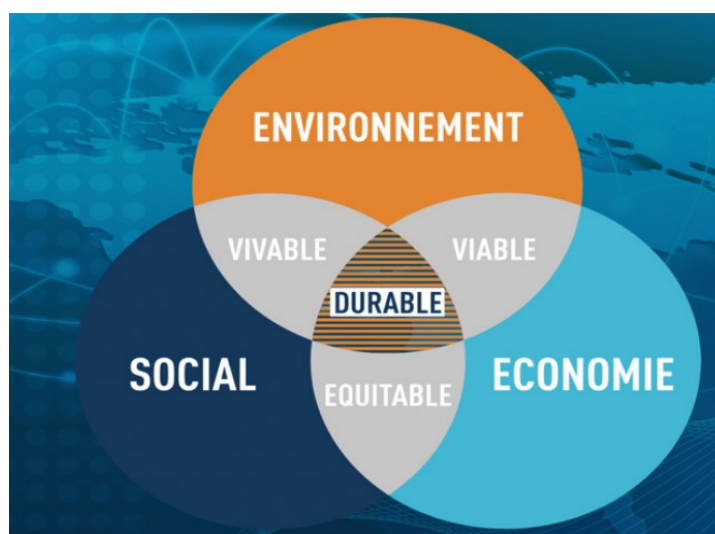 ENVIRONNEMENT
VIVABLE
VIABLE
DURABLE
SOCIAL
ECONOMIE
EQUITABLE